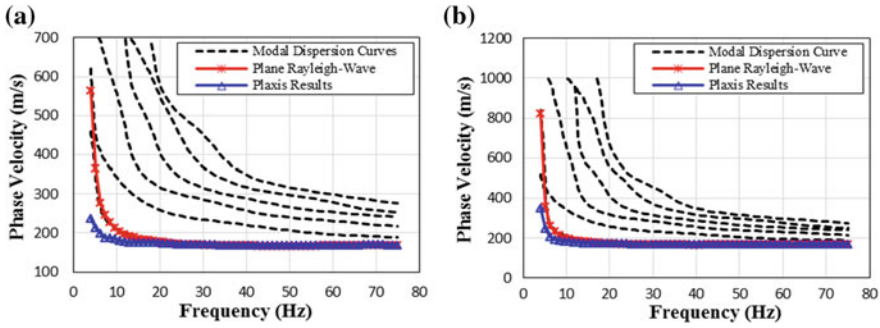 (a)
700
600
500
400
300
200
100
Phase Velocity (m/s)
0 10 20 30 40 50 60 70 80
Frequency (Hz)
Modal Dispersion Curves
Plane Rayleigh-Wave
Plaxis Results
(b)
1200
1000
800
600
400
200
0
Phase Velocity (m/s)
0 10 20 30 40 50 60 70 80
Frequency (Hz)
Modal Dispersion Curve
Plane Rayleigh-Wave
Plaxis Results